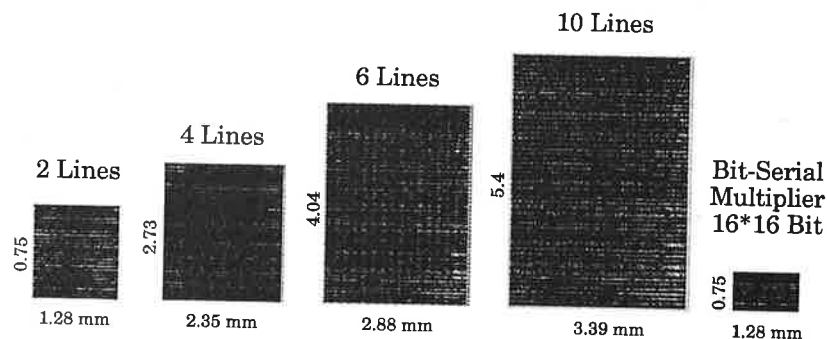 10 Lines
6 Lines
4 Lines
2 Lines
Bit-Serial
Multiplier
16*16 Bit
0.75
2.73
4.04
5.4
0.75
1.28 mm
2.35 mm
2.88 mm
3.39 mm
1.28 mm